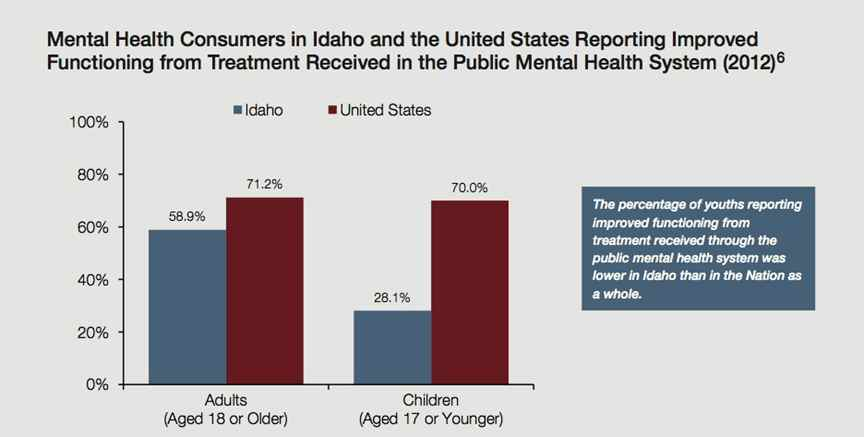 Mental Health Consumers in Idaho and the United States Reporting Improved
Functioning from Treatment Received in the Public Mental Health System (2012)6
Idaho
United States
100%
80%
60%
40%
20%
0%
58.9%
71.2%
28.1%
70.0%
Adults
(Aged 18 or Older)
Children
(Aged 17 or Younger)
The percentage of youths reporting
improved functioning from
treatment received through the
public mental health system was
lower in Idaho than in the Nation as
a whole.